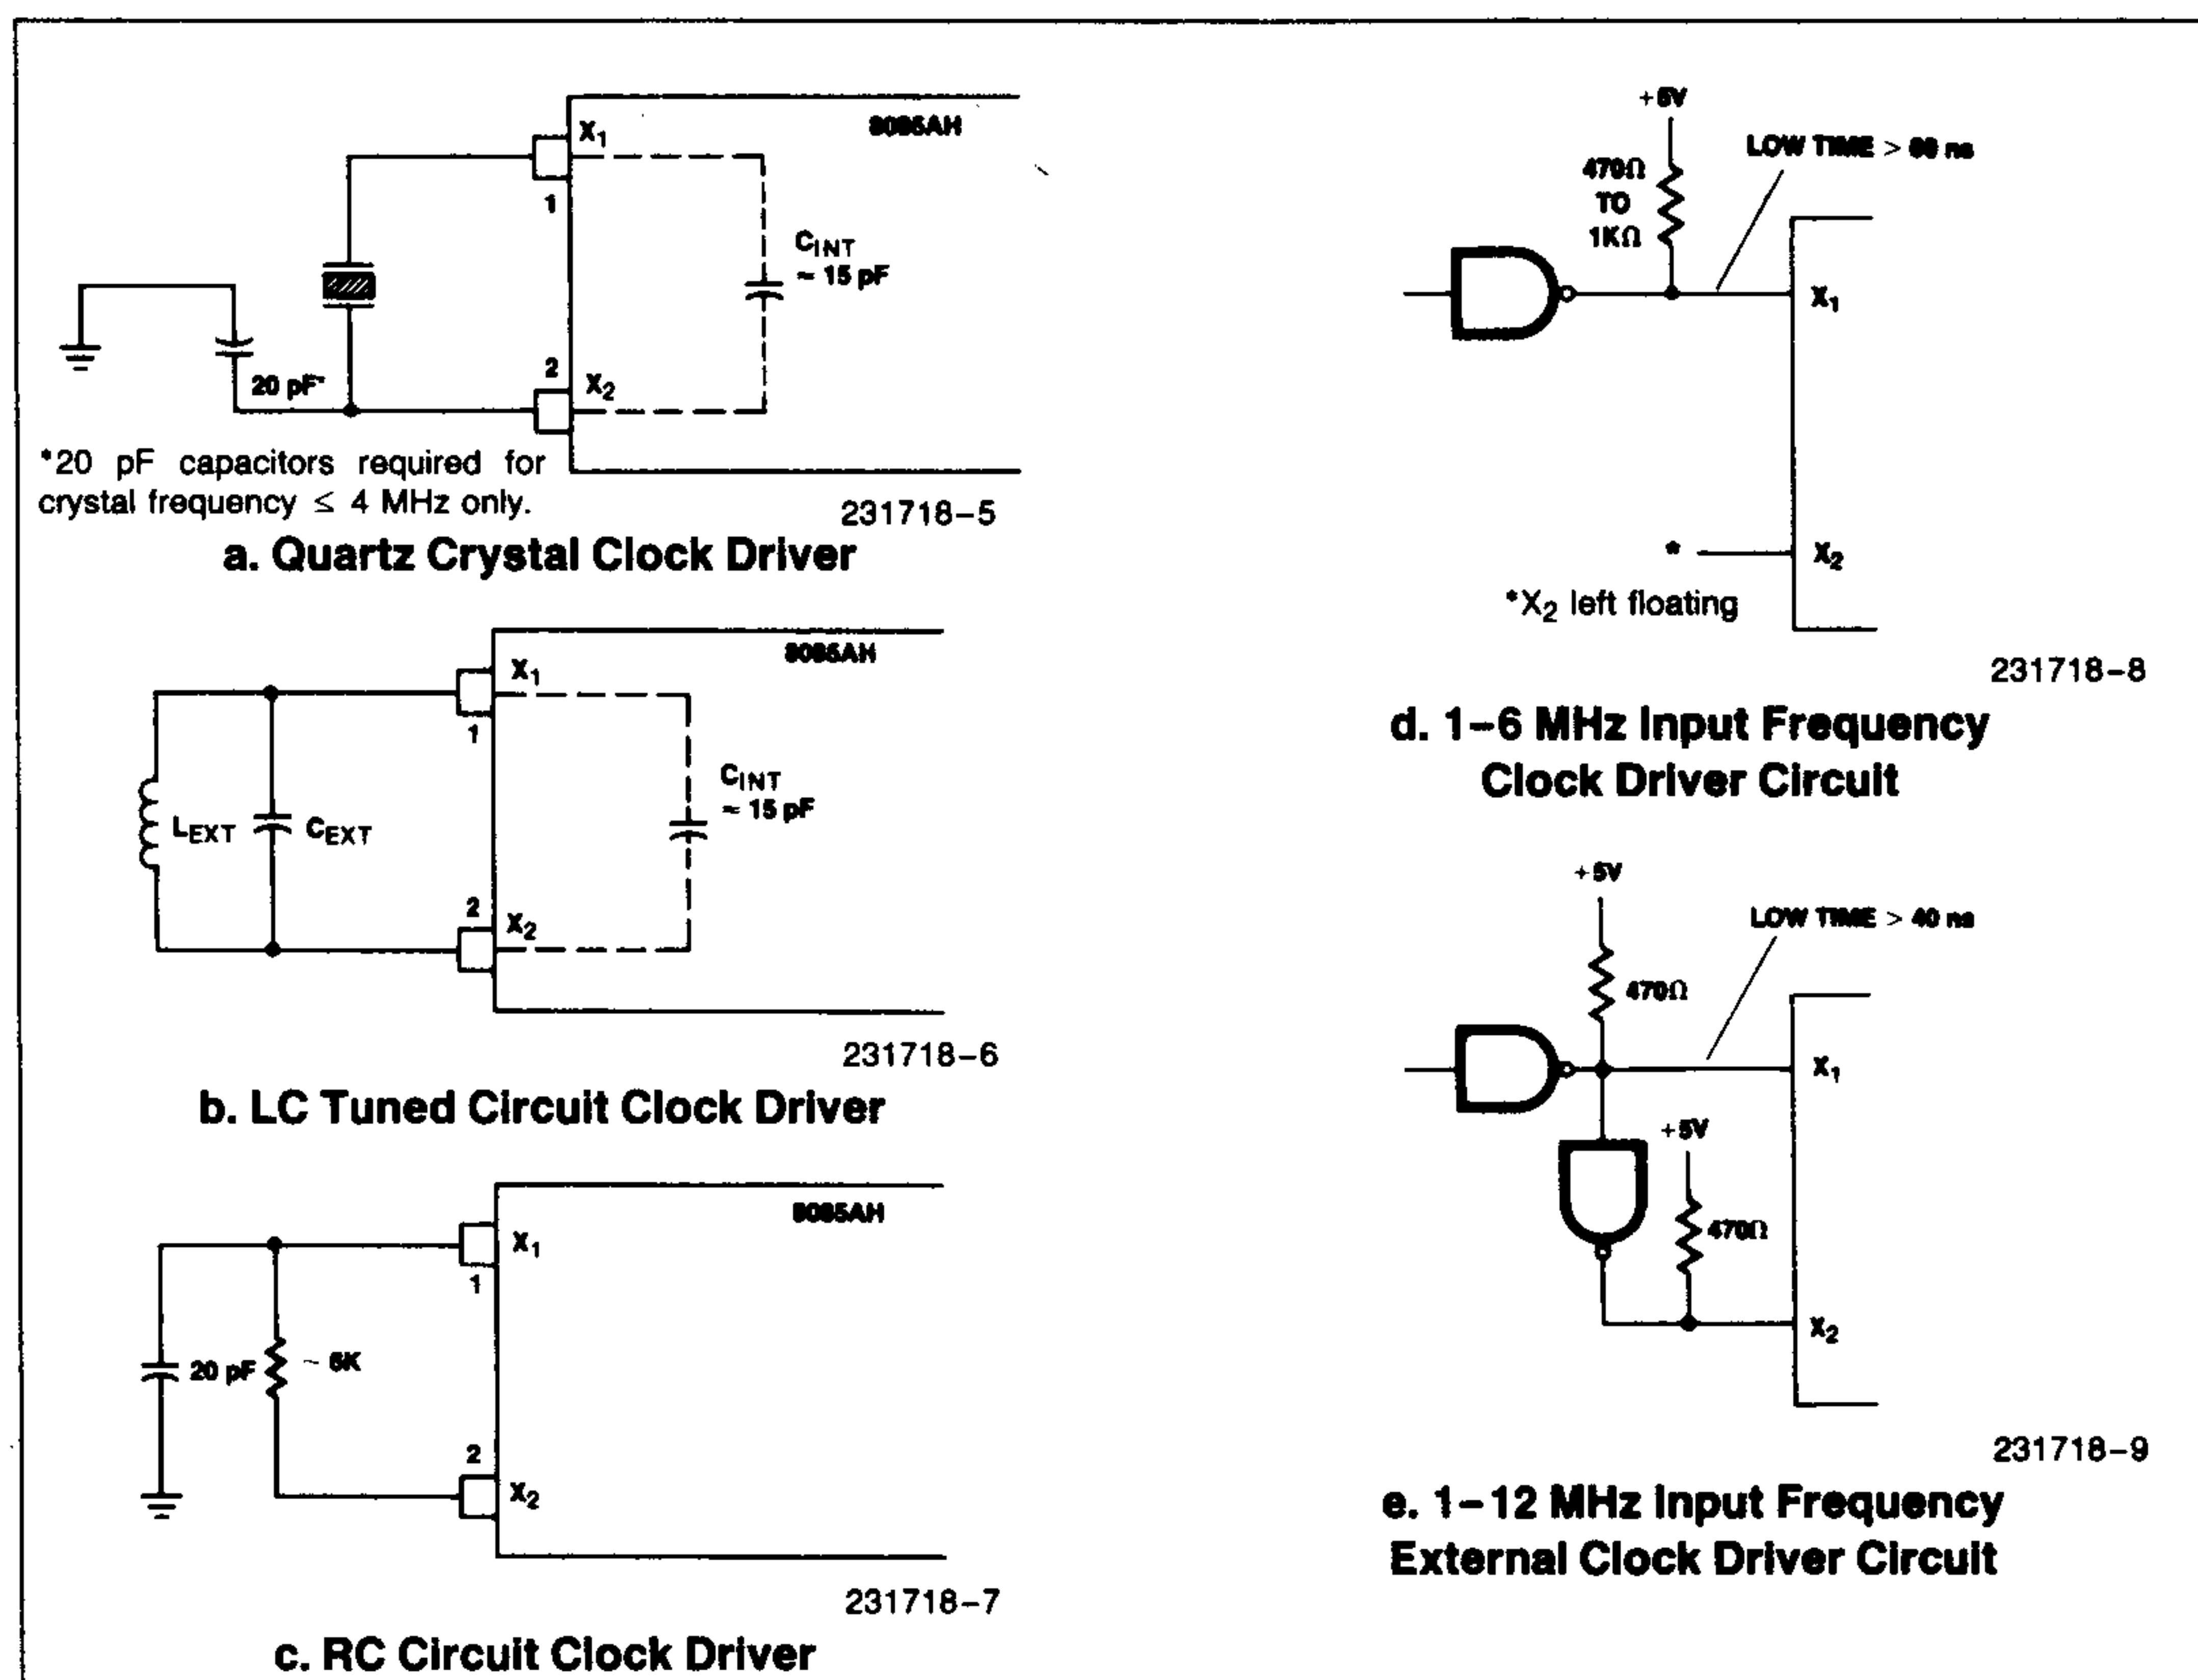 X1
8085AH
1
CINT
≈ 15 pF
2
X2
20 pF*
*20 pF capacitors required for
crystal frequency ≤ 4 MHz only.
231718-5
a. Quartz Crystal Clock Driver
X1
8085AH
1
CINT
≈ 15 pF
LEXT
CEXT
2
X2
231718-6
b. LC Tuned Circuit Clock Driver
8085AH
X1
1
20 pF
~
2
X2
231718-7
c. RC Circuit Clock Driver
+5V
LOW TIME > ns
470Ω
TO
1KΩ
X1
*
X2
*X2 left floating
231718-8
d. 1-6 MHz Input Frequency
Clock Driver Circuit
+5V
LOW TIME > 40 ns
470Ω
X1
+5V
470Ω
X2
231718-9
e. 1-12 MHz Input Frequency
External Clock Driver Circuit